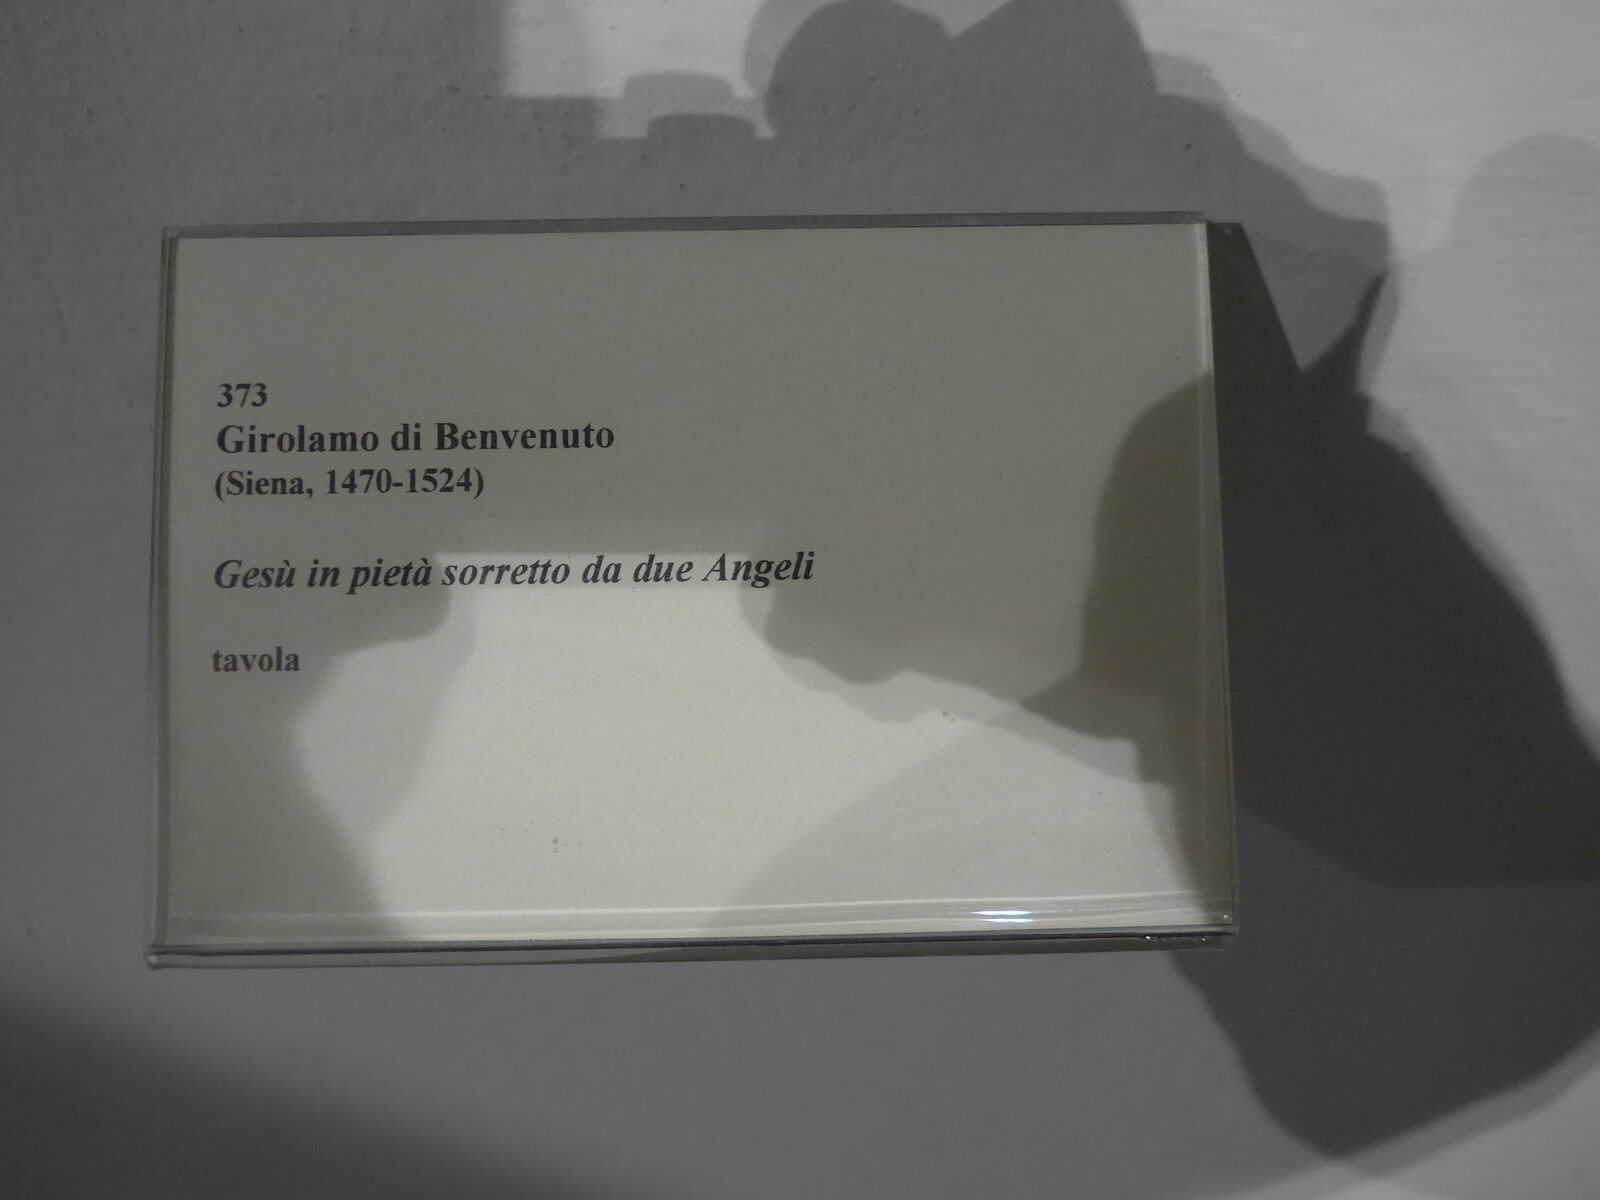 373
Girolamo di Benvenuto
(Siena, 1470-1524)
Gesù in pietà sorretto da due Angeli
tavola